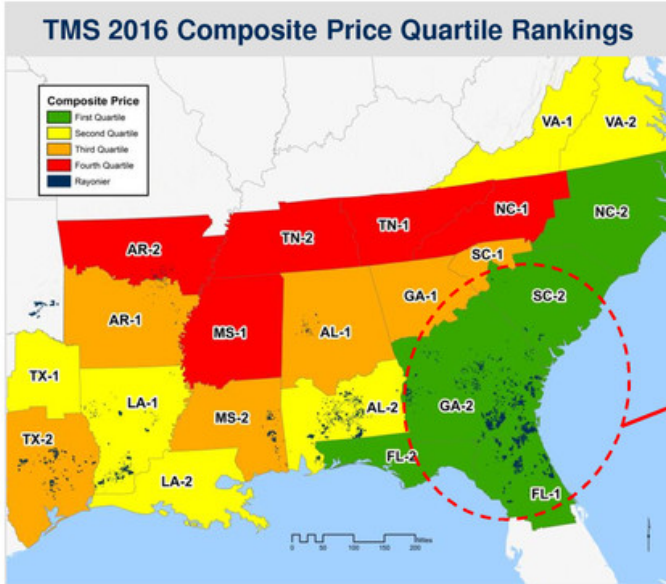 TMS 2016 Composite Price Quartile Rankings
Composite Price
First Quartile
Second Quartile
Third Quartile
Fourth Quartile
Rayonier
VA-1
VA-2
NC-1
NC-2
TN-1
TN-2
AR-2
SC-1
SC-2
GA-1
AR-1
MS-1
AL-1
TX-1
LA-1
MS-2
AL-2
GA-2
TX-2
FL-2
LA-2
FL-1
Miles
0 50 100 150 200